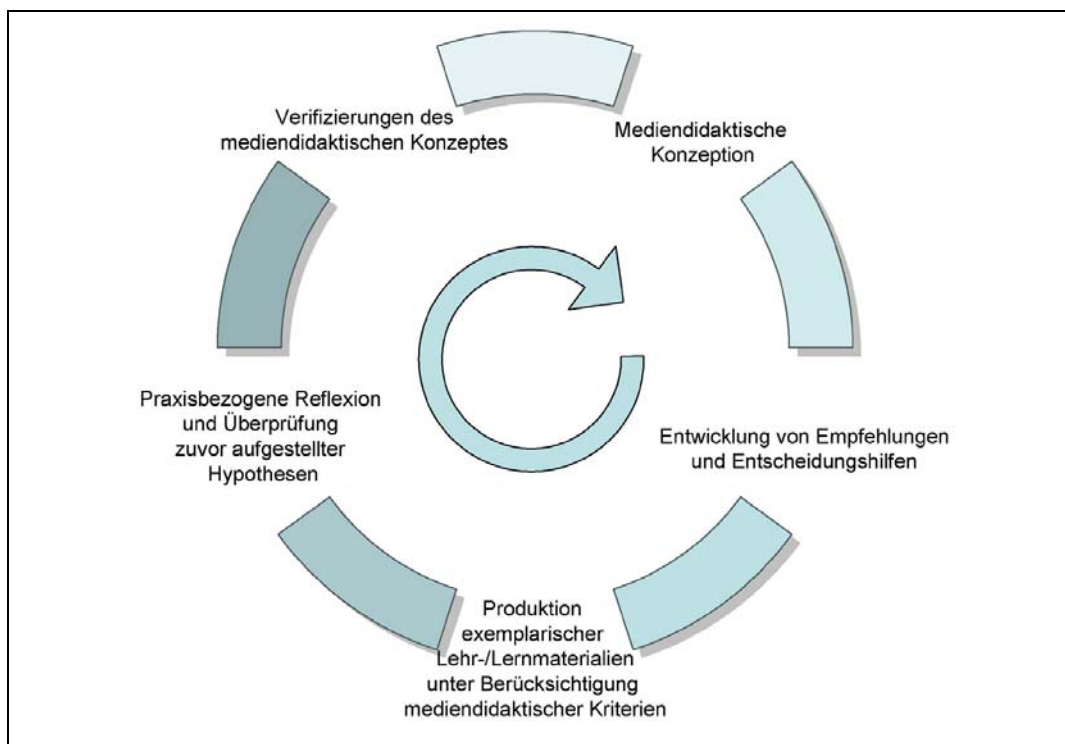 Verifizierungen des
mediendidaktischen Konzeptes
Mediendidaktische
Konzeption
Entwicklung von Empfehlungen
und Entscheidungshilfen
Produktion
exemplarischer
Lehr-/Lernmaterialien
unter Berücksichtigung
mediendidaktischer Kriterien
Praxisbezogene Reflexion
und Überprüfung
zuvor aufgestellter
Hypothesen